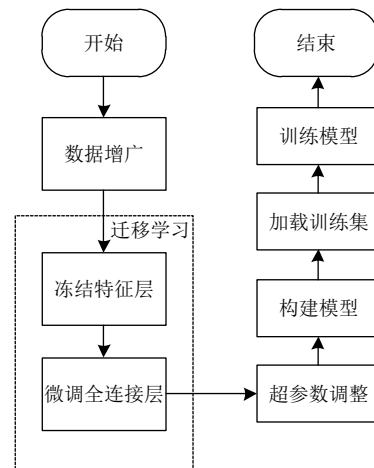 开始
数据增广
迁移学习
冻结特征层
微调全连接层
超参数调整
构建模型
加载训练集
训练模型
结束